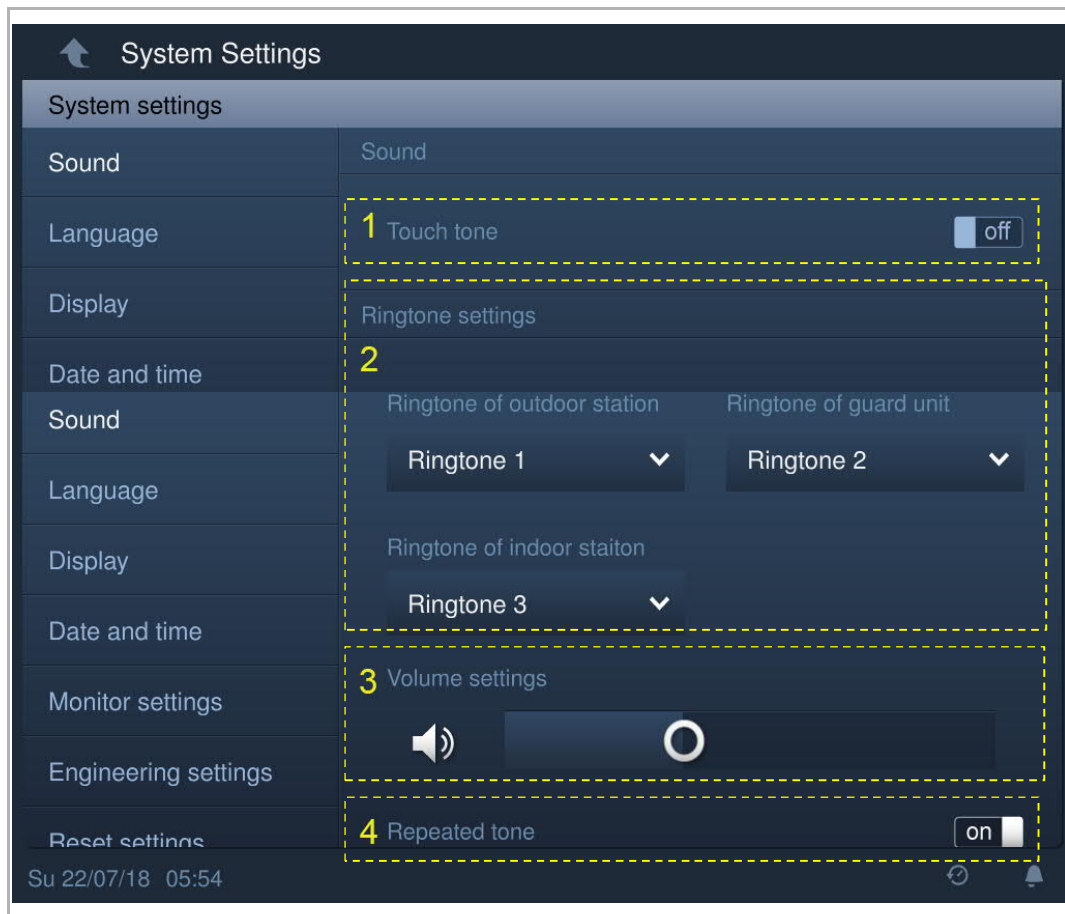 System Settings
System settings
Sound
Language
Display
Date and time
Sound
Language
Display
Date and time
Monitor settings
Engineering settings
Reset settings
Sound
1 Touch tone off
Ringtone settings
2
Ringtone of outdoor station Ringtone of guard unit
Ringtone 1 Ringtone 2
Ringtone of indoor staiton
Ringtone 3
3 Volume settings
4 Repeated tone on
Su 22/07/18 05:54